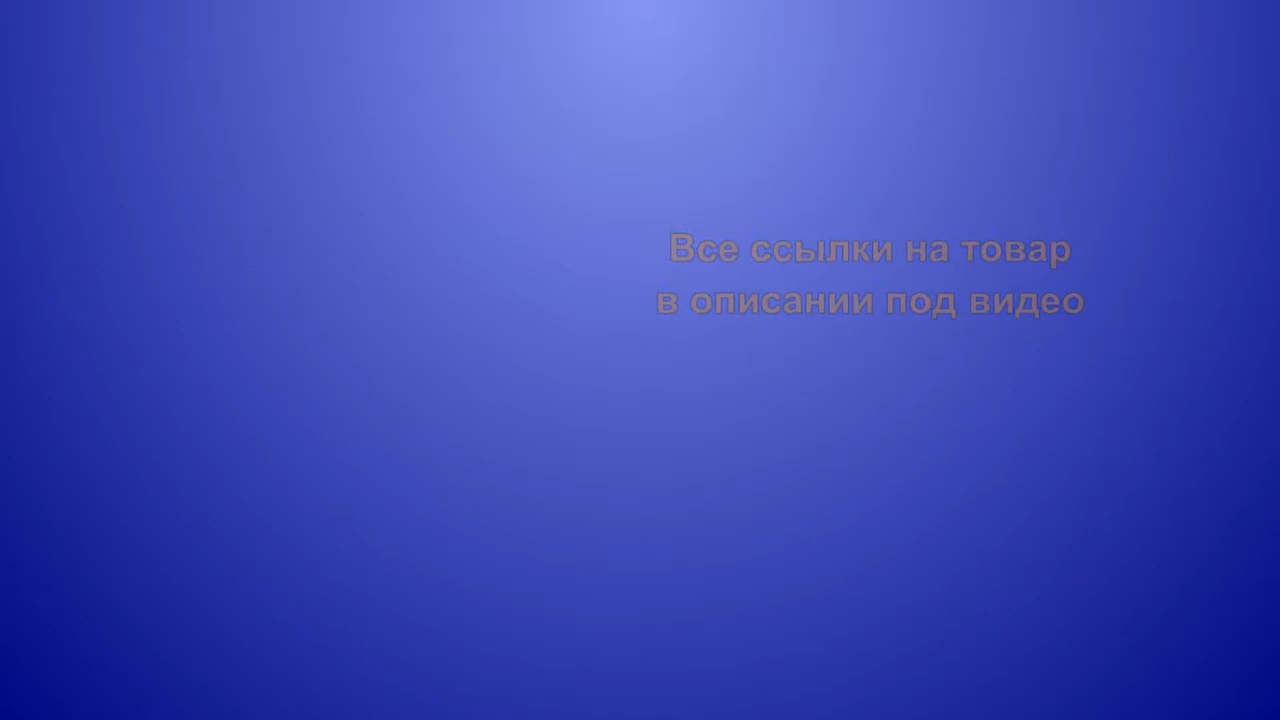 Все ссылки на товар
в описании под видео